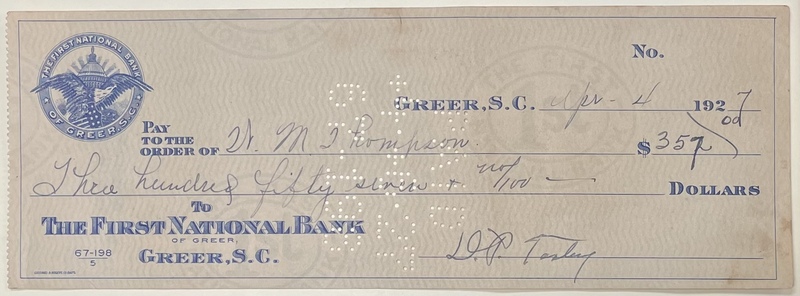 THE FIRST NATIONAL BANK
OF GREER, S.C.
No.
GREER, S.C. Apr - 4 1927
PAY TO THE ORDER OF W. M. Thompson $ 357 00
Three hundred fifty seven & no/100 — DOLLARS
TO
THE FIRST NATIONAL BANK
OF GREER,
67-198
5
GREER, S.C.
D. P.